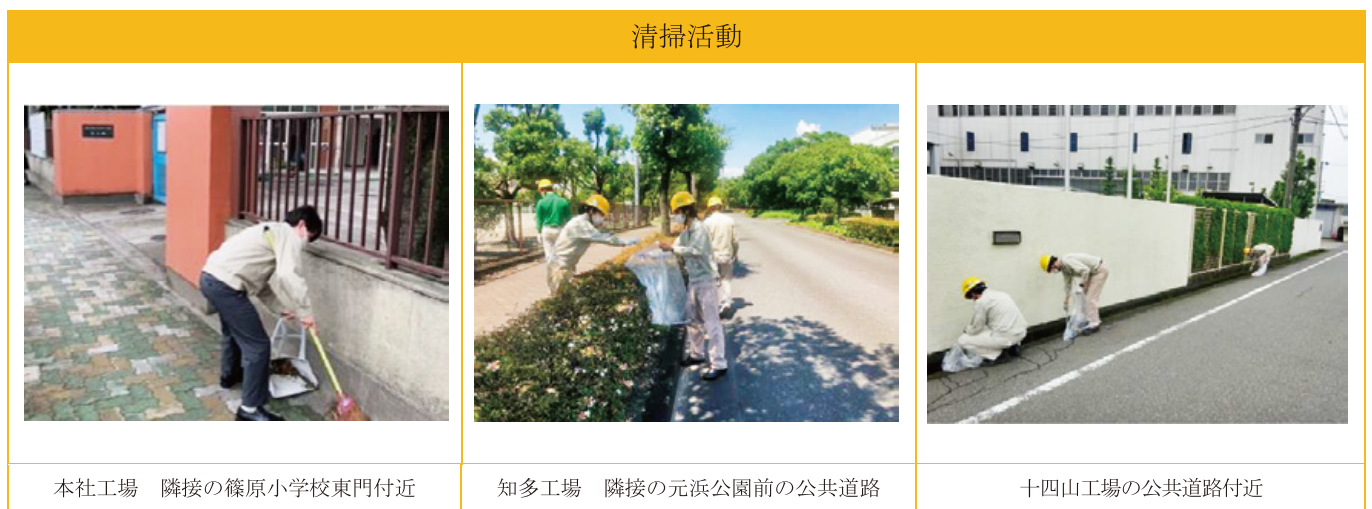 清掃活動
本社工場　隣接の篠原小学校東門付近
知多工場　隣接の元浜公園前の公共道路
十四山工場の公共道路付近